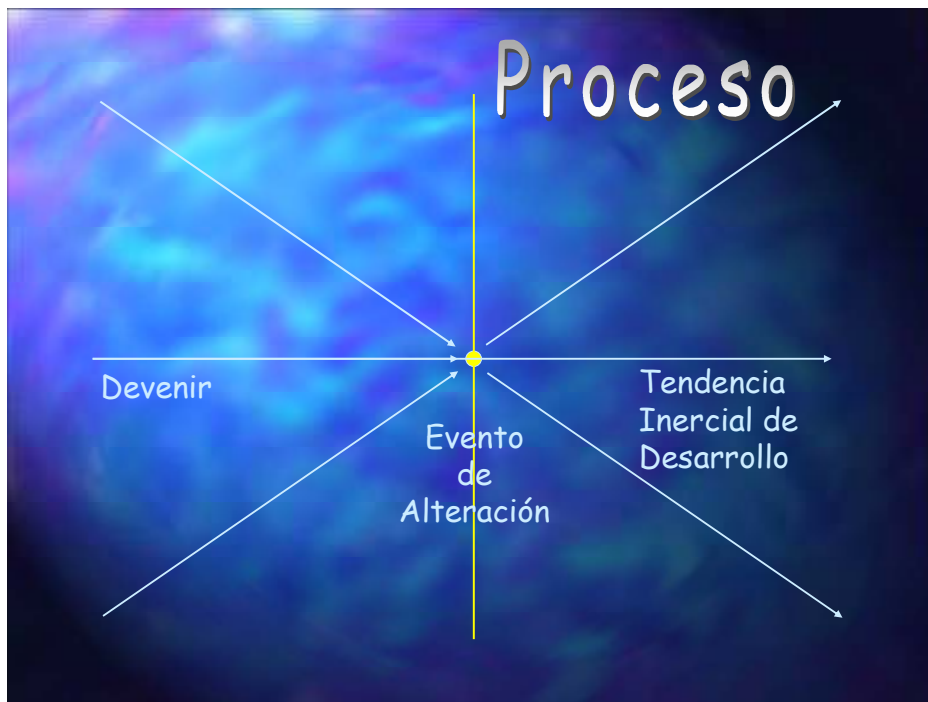 Proceso
Devenir
Tendencia
Inercial de
Desarrollo
Evento
de
Alteración